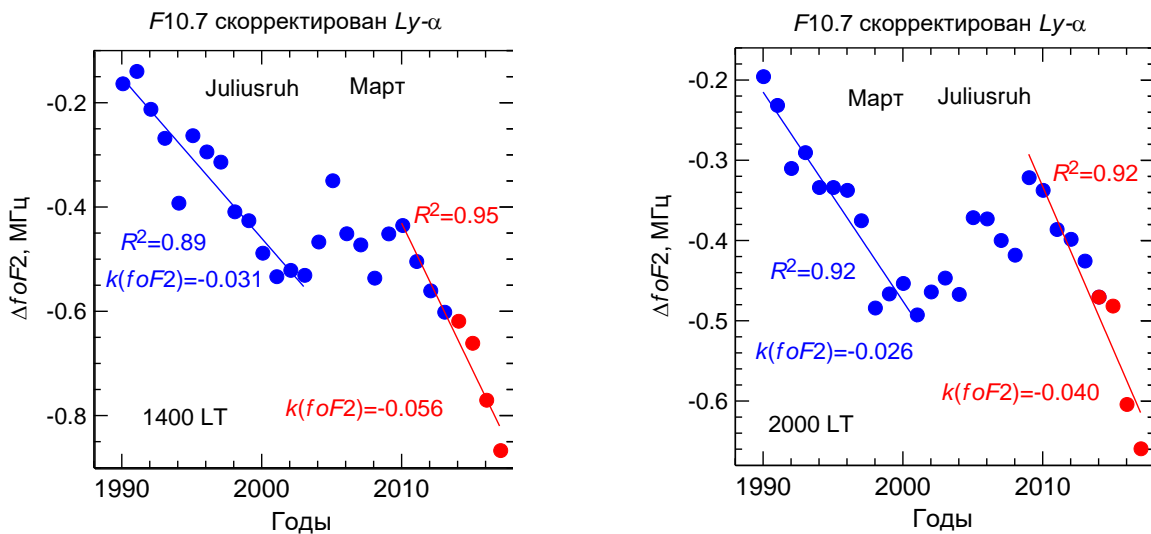 F10.7 скорректирован Ly-α
-0.2
-0.4
-0.6
-0.8
ΔfoF2, МГц
Juliusruh Март
R²=0.89
k(foF2)=-0.031
R²=0.95
k(foF2)=-0.056
1400 LT
1990 2000 2010
Годы
F10.7 скорректирован Ly-α
-0.2
-0.3
-0.4
-0.5
-0.6
ΔfoF2, МГц
Март Juliusruh
R²=0.92
R²=0.92
k(foF2)=-0.026
k(foF2)=-0.040
2000 LT
1990 2000 2010
Годы